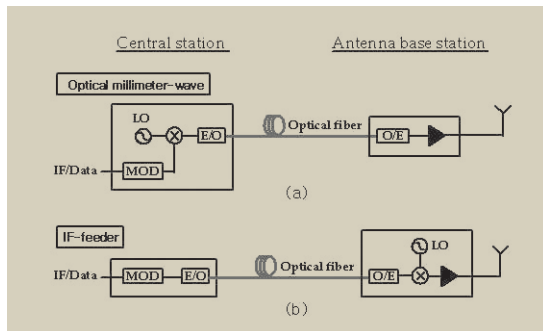 Central station Antenna base station
Optical millimeter-wave
LO
E/O Optical fiber O/E
IF/Data MOD
(a)
IF-feeder
LO
IF/Data MOD E/O Optical fiber O/E
(b)